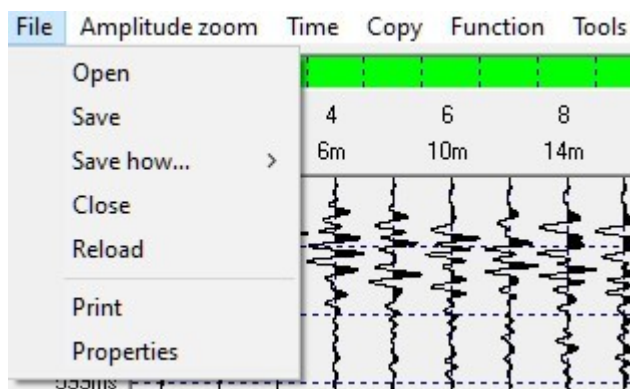 File Amplitude zoom Time Copy Function Tools
Open
4 6 8
Save
6m 10m 14m
Save how... >
Close
Reload
Print
Properties